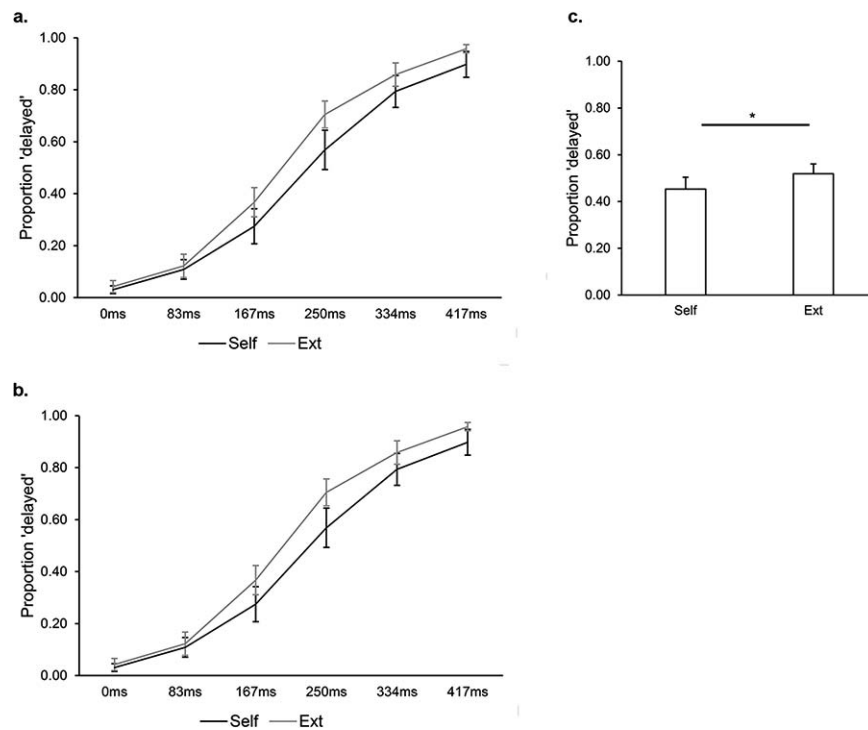 a.
1.00
0.80
0.60
0.40
0.20
0.00
Proportion 'delayed'
0ms 83ms 167ms 250ms 334ms 417ms
Self Ext
b.
1.00
0.80
0.60
0.40
0.20
0.00
Proportion 'delayed'
0ms 83ms 167ms 250ms 334ms 417ms
Self Ext
c.
1.00
0.80
0.60
0.40
0.20
0.00
Proportion 'delayed'
*
Self Ext